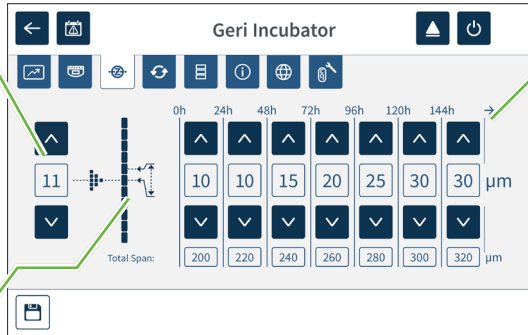 Geri Incubator
0h 24h 48h 72h 96h 120h 144h →
11 10 10 15 20 25 30 30 µm
Total Span: 200 220 240 260 280 300 320 µm